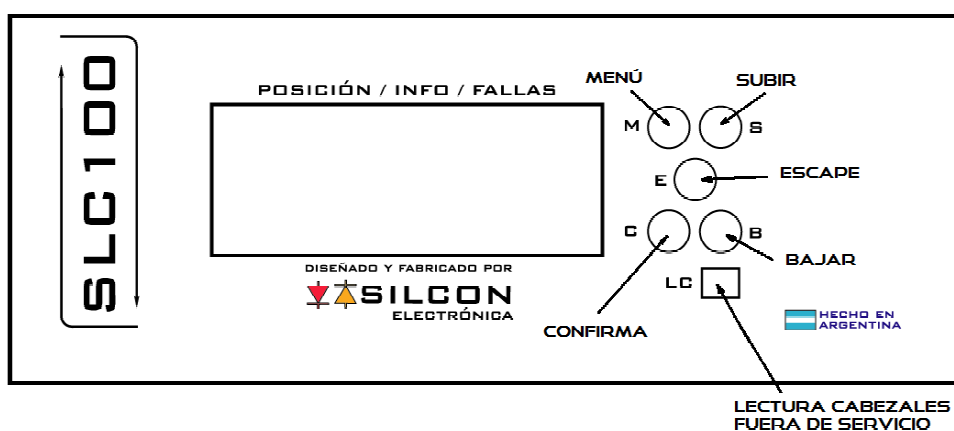 SLC100
POSICIÓN / INFO / FALLAS
MENÚ
SUBIR
M
S
E
ESCAPE
C
B
BAJAR
LC
CONFIRMA
DISEÑADO Y FABRICADO POR
SILCON
ELECTRÓNICA
HECHO EN
ARGENTINA
LECTURA CABEZALES
FUERA DE SERVICIO